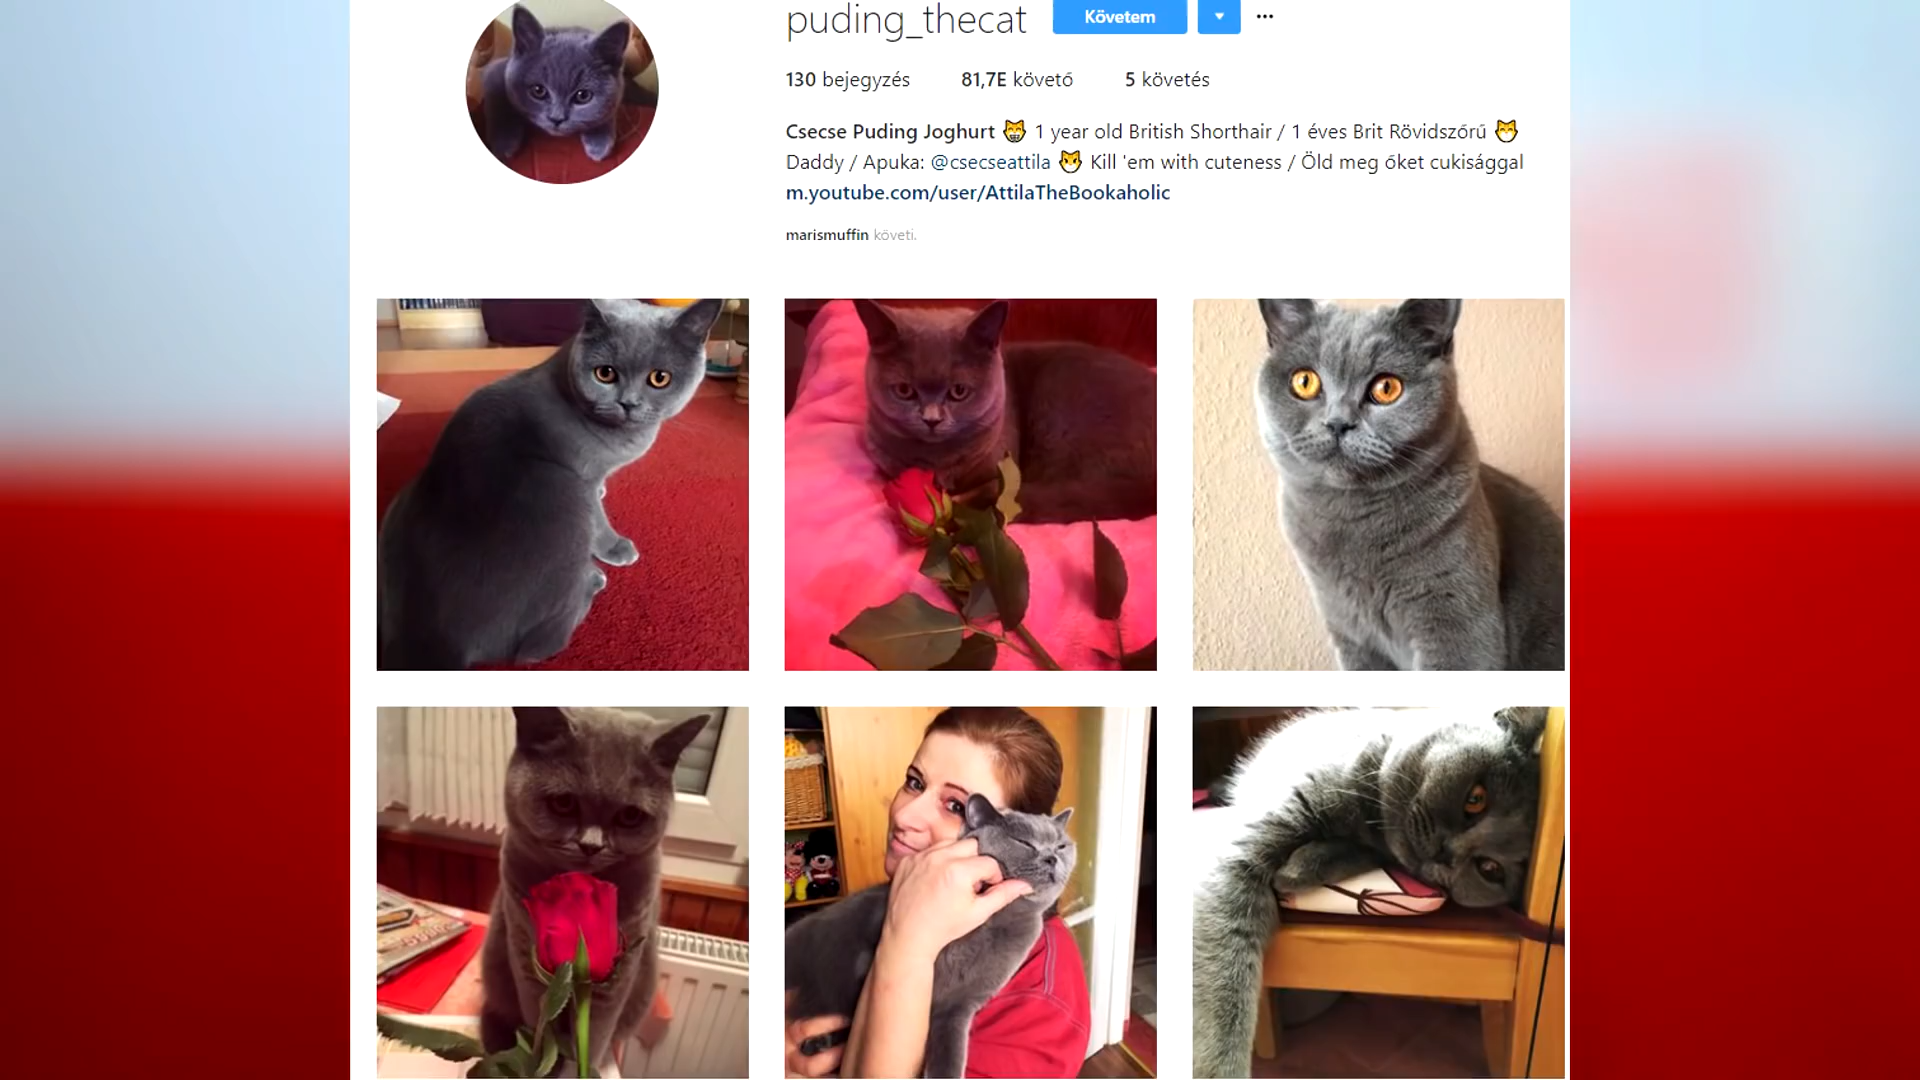 puding_thecat Követem ...
130 bejegyzés 81,7E követő 5 követés
Csecse Puding Joghurt 😸 1 year old British Shorthair / 1 éves Brit Rövidszőrű 😁
Daddy / Apuka: @csecseattila 😼 Kill 'em with cuteness / Öld meg őket cukisággal
m.youtube.com/user/AttilaTheBookaholic
marismuffin követi.